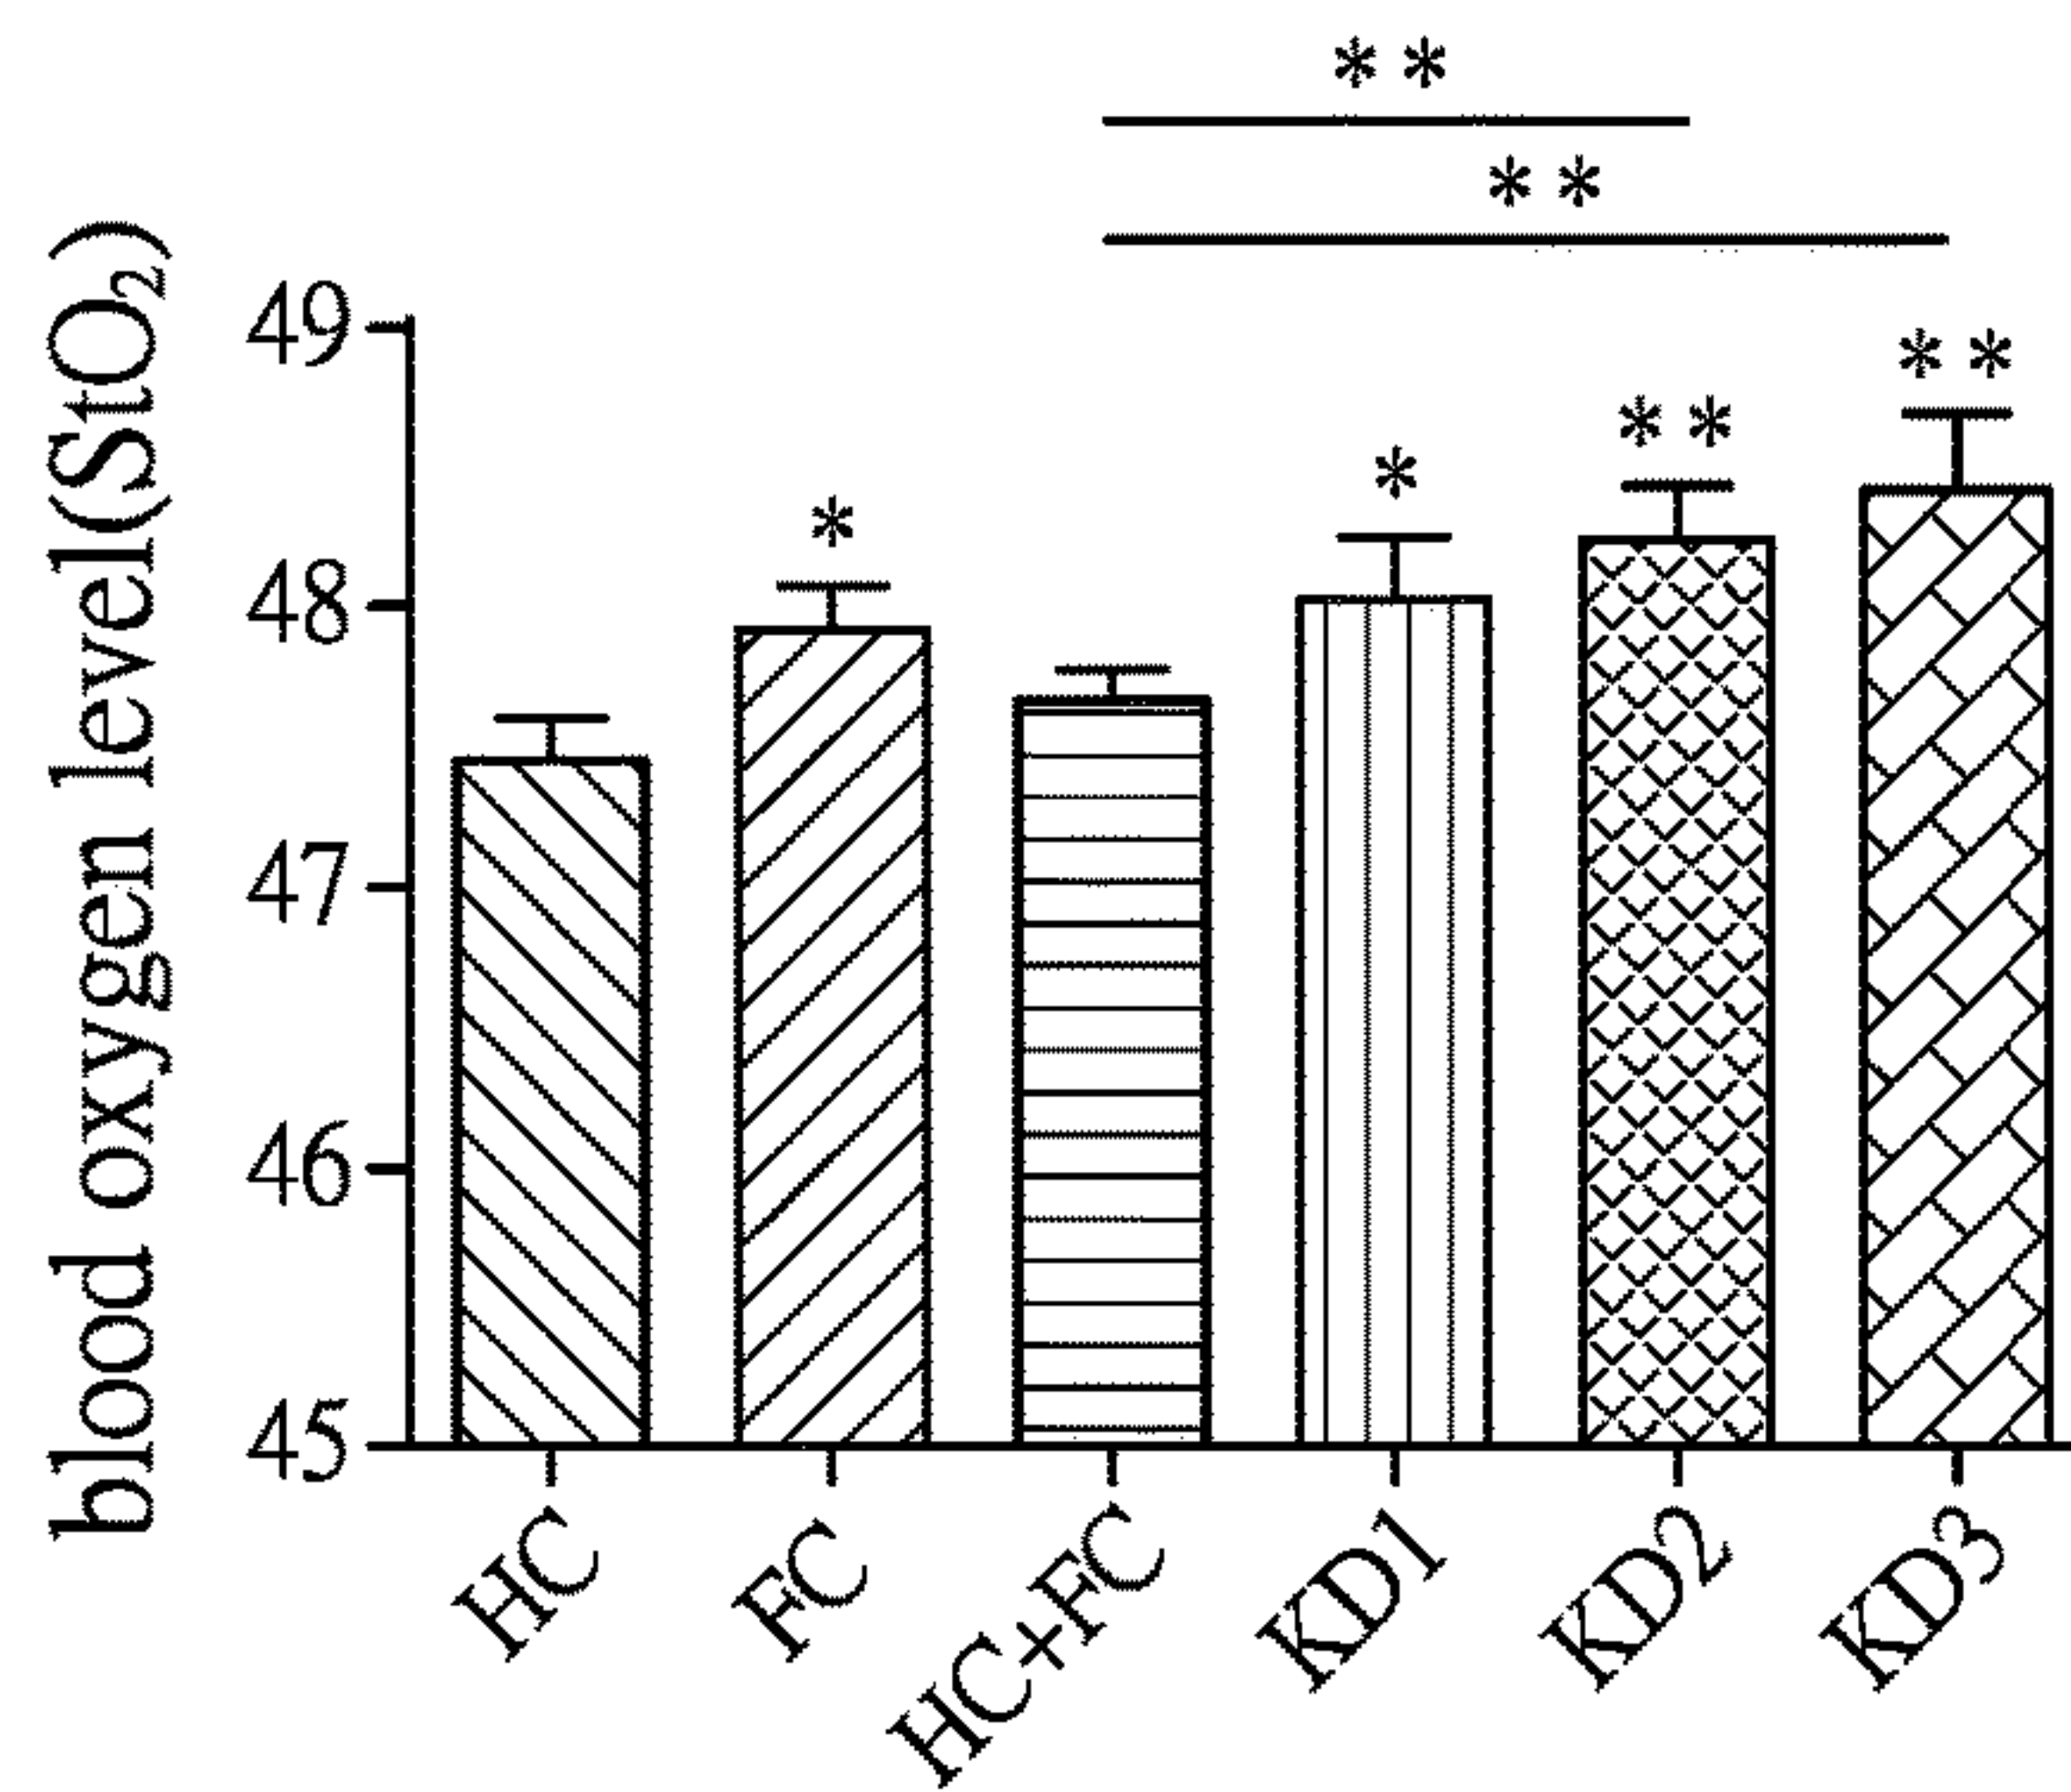 **
**
blood oxygen level(StO₂)
49
48
47
46
45
*
*
**
**
HC
FC
HC+FC
KD1
KD2
KD3